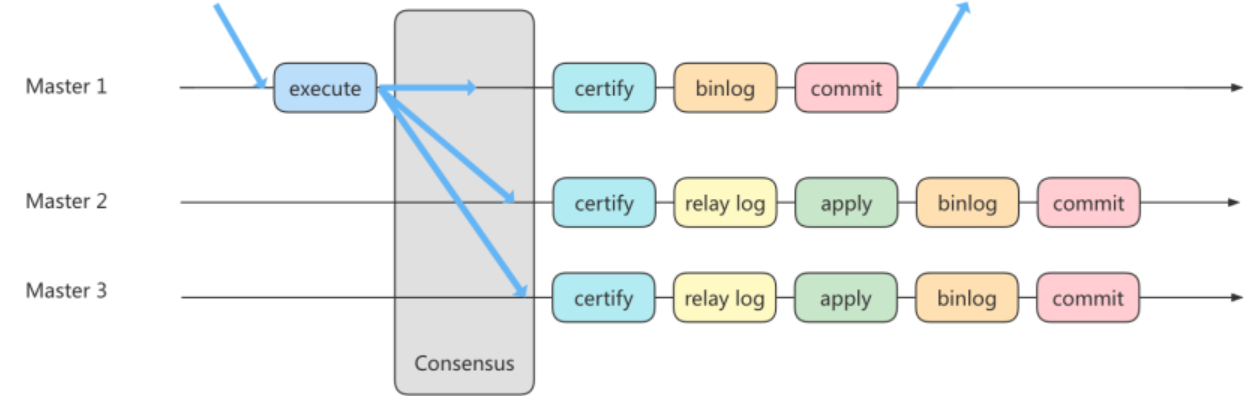 Master 1 execute certify binlog commit
Master 2 certify relay log apply binlog commit
Master 3 certify relay log apply binlog commit
Consensus